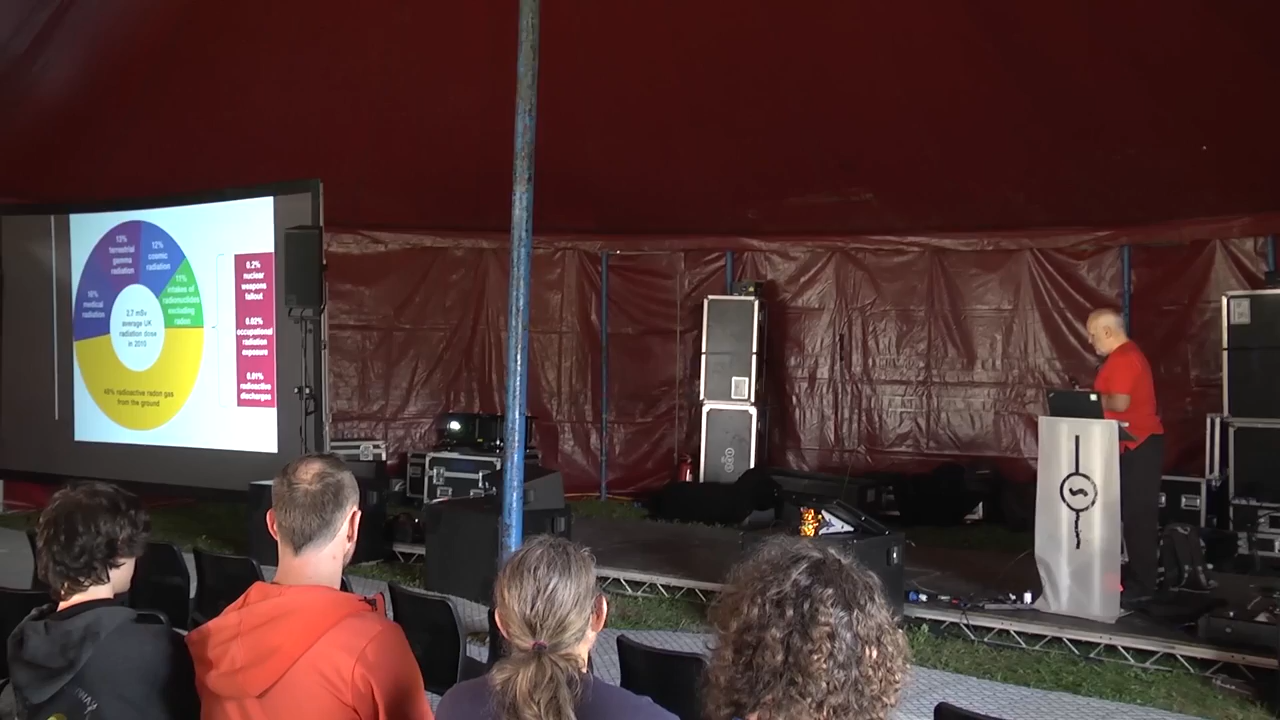 13%
terrestrial
gamma
radiation
12%
cosmic
radiation
11%
intakes of
radionuclides
excluding
radon
16%
medical
radiation
2.7 mSv
average UK
radiation dose
in 2010
48% radioactive radon gas
from the ground
0.2%
nuclear
weapons
fallout
0.02%
occupational
radiation
exposure
0.01%
radioactive
discharges